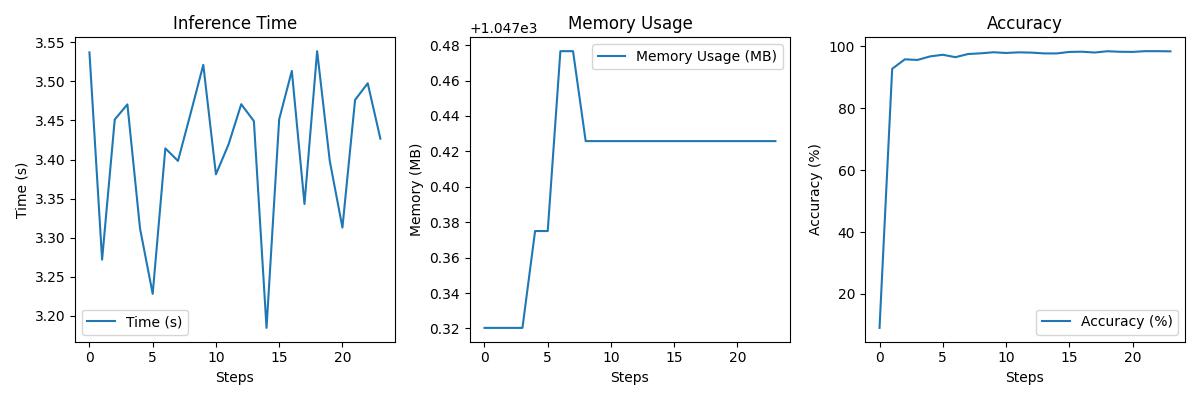 Inference Time
3.55
3.50
3.45
3.40
3.35
3.30
3.25
3.20
Time (s)
Time (s)
0 5 10 15 20
Steps
+1.047e3
Memory Usage
0.48
0.46
0.44
0.42
0.40
0.38
0.36
0.34
0.32
Memory (MB)
Memory Usage (MB)
0 5 10 15 20
Steps
Accuracy
100
80
60
40
20
Accuracy (%)
Accuracy (%)
0 5 10 15 20
Steps